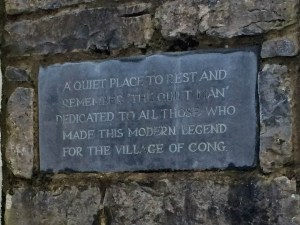 A QUIET PLACE TO REST AND
REMEMBER 'THE QUIET MAN'
DEDICATED TO ALL THOSE WHO
MADE THIS MODERN LEGEND
FOR THE VILLAGE OF CONG